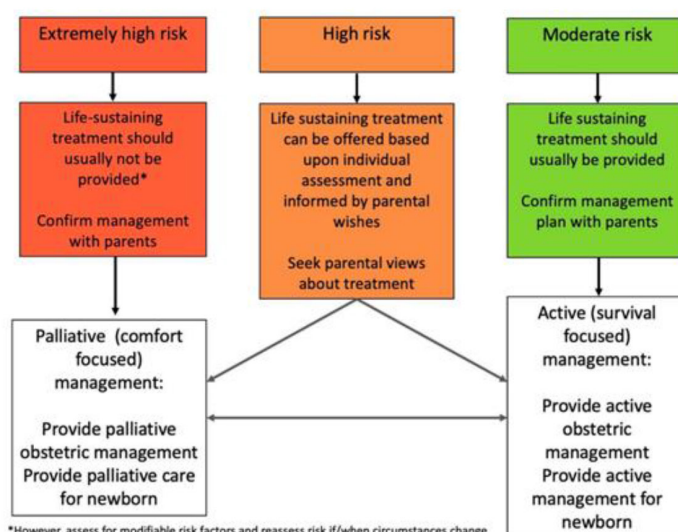 Extremely high risk
High risk
Moderate risk
Life-sustaining
treatment should
usually not be
provided*
Confirm management
with parents
Life sustaining treatment
can be offered based
upon individual
assessment and
informed by parental
wishes
Seek parental views
about treatment
Life sustaining
treatment should
usually be provided
Confirm management
plan with parents
Palliative (comfort
focused)
management:
Provide palliative
obstetric management
Provide palliative care
for newborn
Active (survival
focused)
management:
Provide active
obstetric
management
Provide active
management for
newborn
*However, assess for modifiable risk factors and reassess risk if/when circumstances change